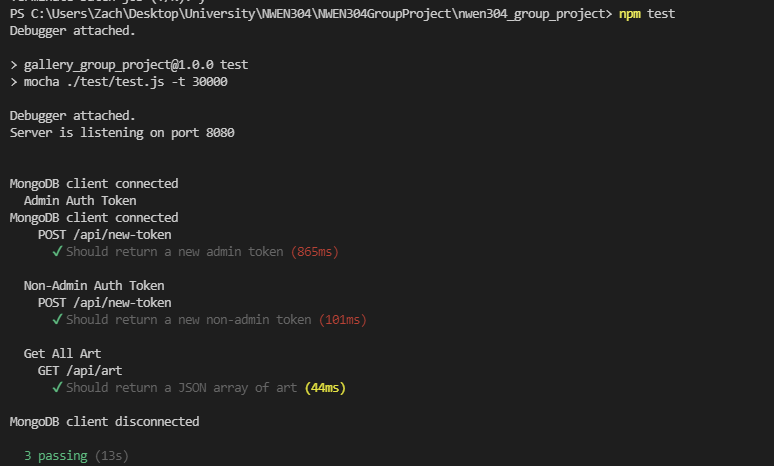 PS C:\Users\Zach\Desktop\University\NWEN304\NWEN304GroupProject\nwen304_group_project> npm test
Debugger attached.
> gallery_group_project@1.0.0 test
> mocha ./test/test.js -t 30000
Debugger attached.
Server is listening on port 8080
MongoDB client connected
Admin Auth Token
MongoDB client connected
POST /api/new-token
✓ Should return a new admin token (865ms)
Non-Admin Auth Token
POST /api/new-token
✓ Should return a new non-admin token (101ms)
Get All Art
GET /api/art
✓ Should return a JSON array of art (44ms)
MongoDB client disconnected
3 passing (13s)